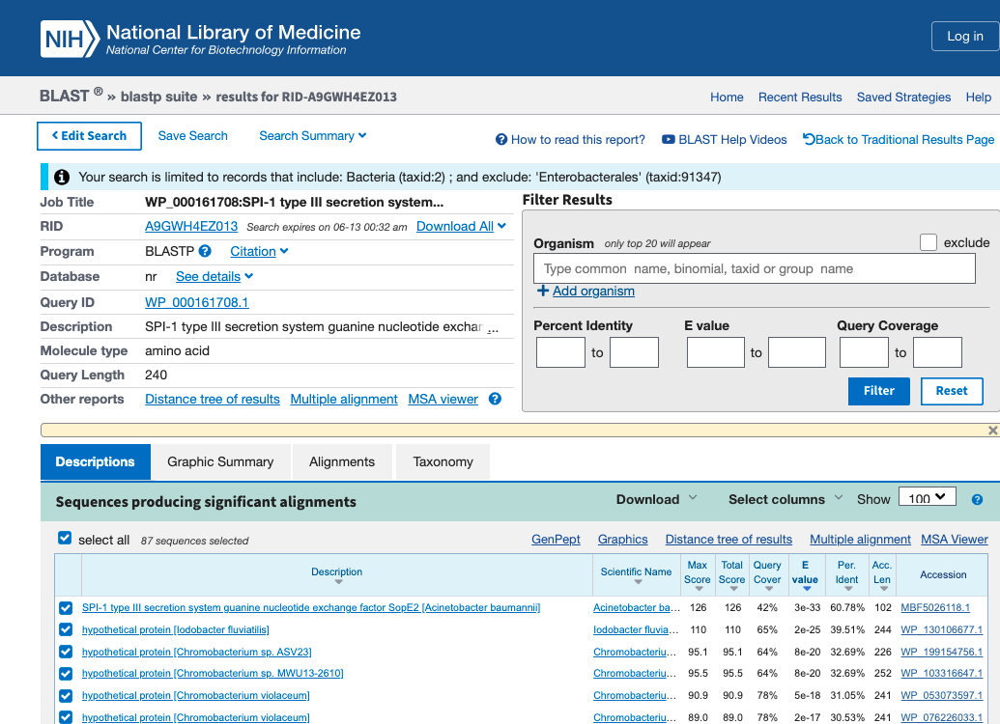 NIH National Library of Medicine
National Center for Biotechnology Information
Log in
BLAST ® » blastp suite » results for RID-A9GWH4EZ013
Home Recent Results Saved Strategies Help
Edit Search Save Search Search Summary
How to read this report? BLAST Help Videos Back to Traditional Results Page
Your search is limited to records that include: Bacteria (taxid:2) ; and exclude: 'Enterobacterales' (taxid:91347)
Job Title WP_000161708:SPI-1 type III secretion system...
RID A9GWH4EZ013 Search expires on 06-13 00:32 am Download All
Program BLASTP Citation
Database nr See details
Query ID WP_000161708.1
Description SPI-1 type III secretion system guanine nucleotide exchan ...
Molecule type amino acid
Query Length 240
Other reports Distance tree of results Multiple alignment MSA viewer
Filter Results
Organism only top 20 will appear exclude
Type common name, binomial, taxid or group name
Add organism
Percent Identity E value Query Coverage
to to to
Filter Reset
Descriptions Graphic Summary Alignments Taxonomy
Sequences producing significant alignments Download Select columns Show 100
select all 87 sequences selected GenPept Graphics Distance tree of results Multiple alignment MSA Viewer
Description Scientific Name Max Score Total Score Query Cover E value Per. Ident Acc. Len Accession
SPI-1 type III secretion system guanine nucleotide exchange factor SopE2 [Acinetobacter baumannii] Acinetobacter ba... 126 126 42% 3e-33 60.78% 102 MBF5026118.1
hypothetical protein [Iodobacter fluviatilis] Iodobacter fluvia... 110 110 65% 2e-25 39.51% 244 WP_130106677.1
hypothetical protein [Chromobacterium sp. ASV23] Chromobacteriu... 95.1 95.1 64% 8e-20 32.69% 226 WP_199154756.1
hypothetical protein [Chromobacterium sp. MWU13-2610] Chromobacteriu... 95.5 95.5 64% 8e-20 32.69% 252 WP_103316647.1
hypothetical protein [Chromobacterium violaceum] Chromobacteriu... 90.9 90.9 78% 5e-18 31.05% 241 WP_053073597.1
hypothetical protein [Chromobacterium violaceum] Chromobacteriu... 89.0 89.0 78% 2e-17 30.53% 241 WP_076226033.1